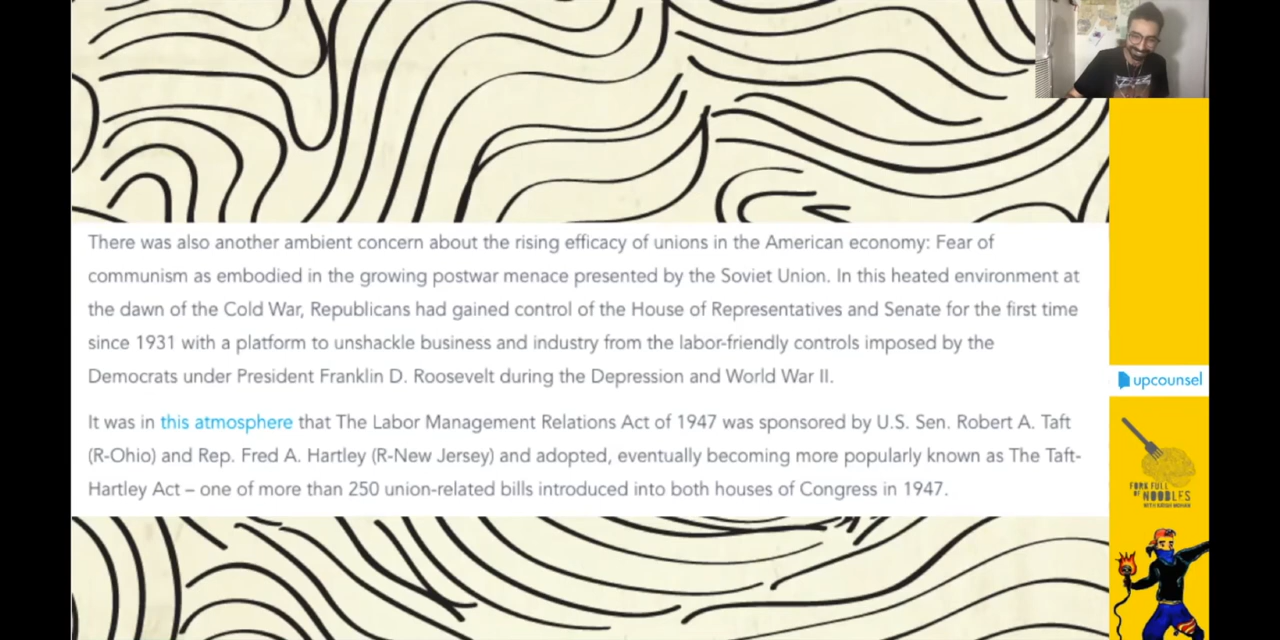 There was also another ambient concern about the rising efficacy of unions in the American economy: Fear of
communism as embodied in the growing postwar menace presented by the Soviet Union. In this heated environment at
the dawn of the Cold War, Republicans had gained control of the House of Representatives and Senate for the first time
since 1931 with a platform to unshackle business and industry from the labor-friendly controls imposed by the
Democrats under President Franklin D. Roosevelt during the Depression and World War II.
It was in this atmosphere that The Labor Management Relations Act of 1947 was sponsored by U.S. Sen. Robert A. Taft
(R-Ohio) and Rep. Fred A. Hartley (R-New Jersey) and adopted, eventually becoming more popularly known as The Taft-
Hartley Act – one of more than 250 union-related bills introduced into both houses of Congress in 1947.
upcounsel
FORK FULL
OF NOODLES